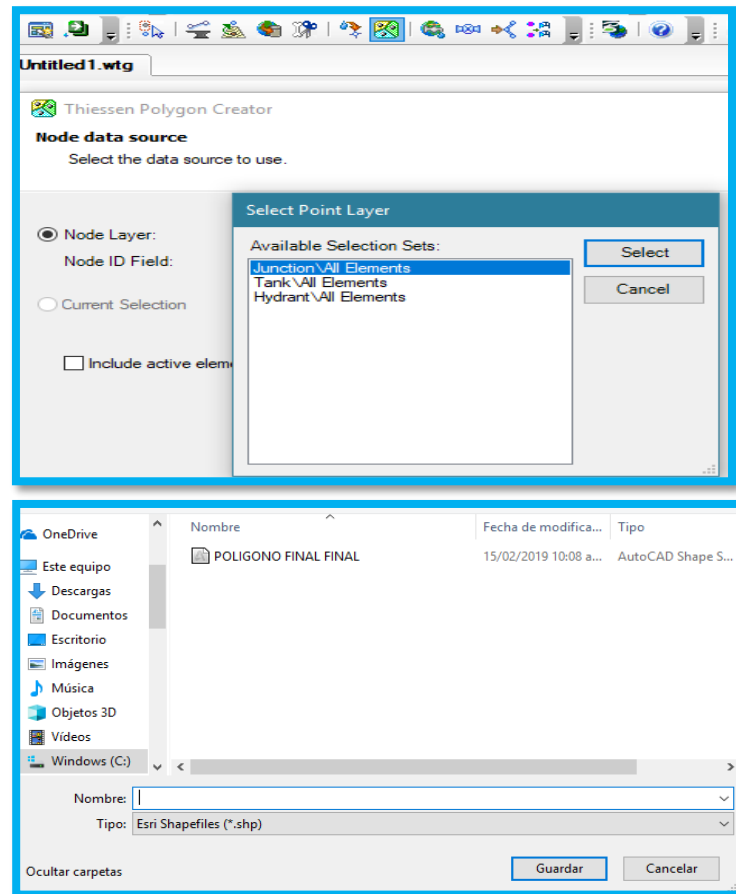 Untitled1.wtg
Thiessen Polygon Creator
Node data source
Select the data source to use.
Select Point Layer
Node Layer:
Node ID Field:
Current Selection
Include active eleme
Available Selection Sets:
Junction\All Elements
Tank\All Elements
Hydrant\All Elements
Select
Cancel
OneDrive
Este equipo
Descargas
Documentos
Escritorio
Imágenes
Música
Objetos 3D
Vídeos
Windows (C:)
Nombre Fecha de modifica... Tipo
POLIGONO FINAL FINAL 15/02/2019 10:08 a... AutoCAD Shape S...
Nombre:
Tipo: Esri Shapefiles (*.shp)
Ocultar carpetas
Guardar
Cancelar